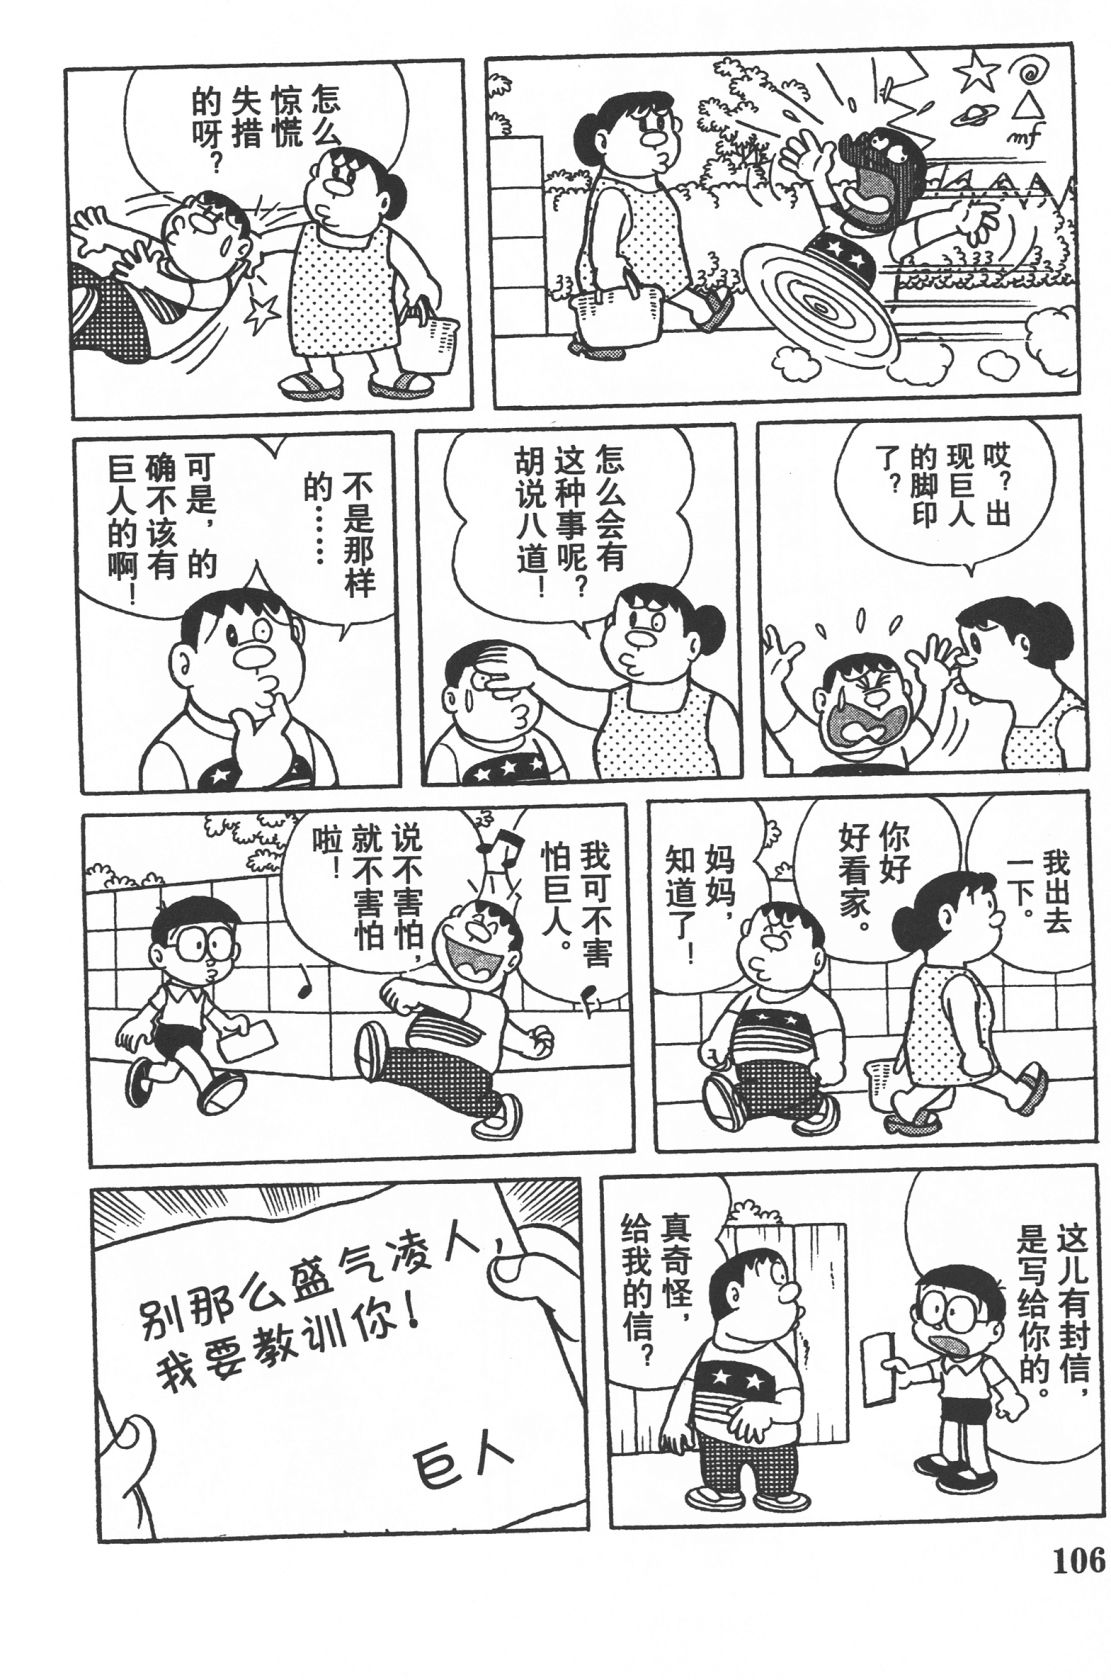 mf
怎么
惊慌
失措
的呀?
哎?出
现巨人
的脚印
了?
怎么会有
这种事呢?
胡说八道!
不是那样
的……
可是,的
确不该有
巨人的啊!
我出去
一下。
你好
好看家。
妈妈,
知道了!
我可不害
怕巨人。
说不害怕,
就不害怕
啦!
这儿有封信,
是写给你的。
真奇怪,
给我的信?
别那么盛气凌人,
我要教训你!
巨人
106